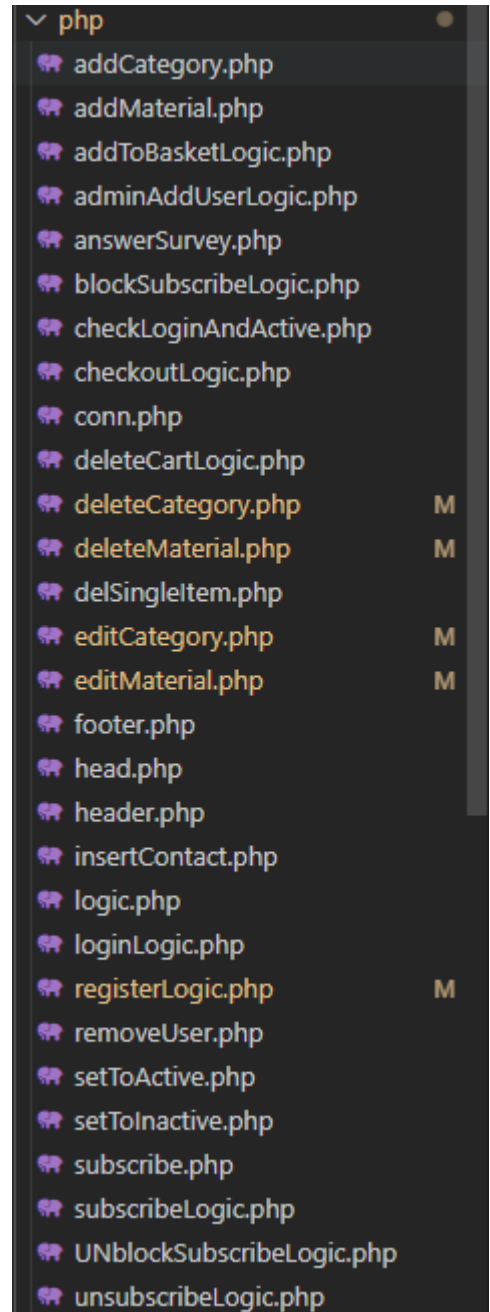 php
addCategory.php
addMaterial.php
addToBasketLogic.php
adminAddUserLogic.php
answerSurvey.php
blockSubscribeLogic.php
checkLoginAndActive.php
checkoutLogic.php
conn.php
deleteCartLogic.php
deleteCategory.php M
deleteMaterial.php M
delSingleItem.php
editCategory.php M
editMaterial.php M
footer.php
head.php
header.php
insertContact.php
logic.php
loginLogic.php
registerLogic.php M
removeUser.php
setToActive.php
setToInactive.php
subscribe.php
subscribeLogic.php
UNblockSubscribeLogic.php
unsubscribeLogic.php